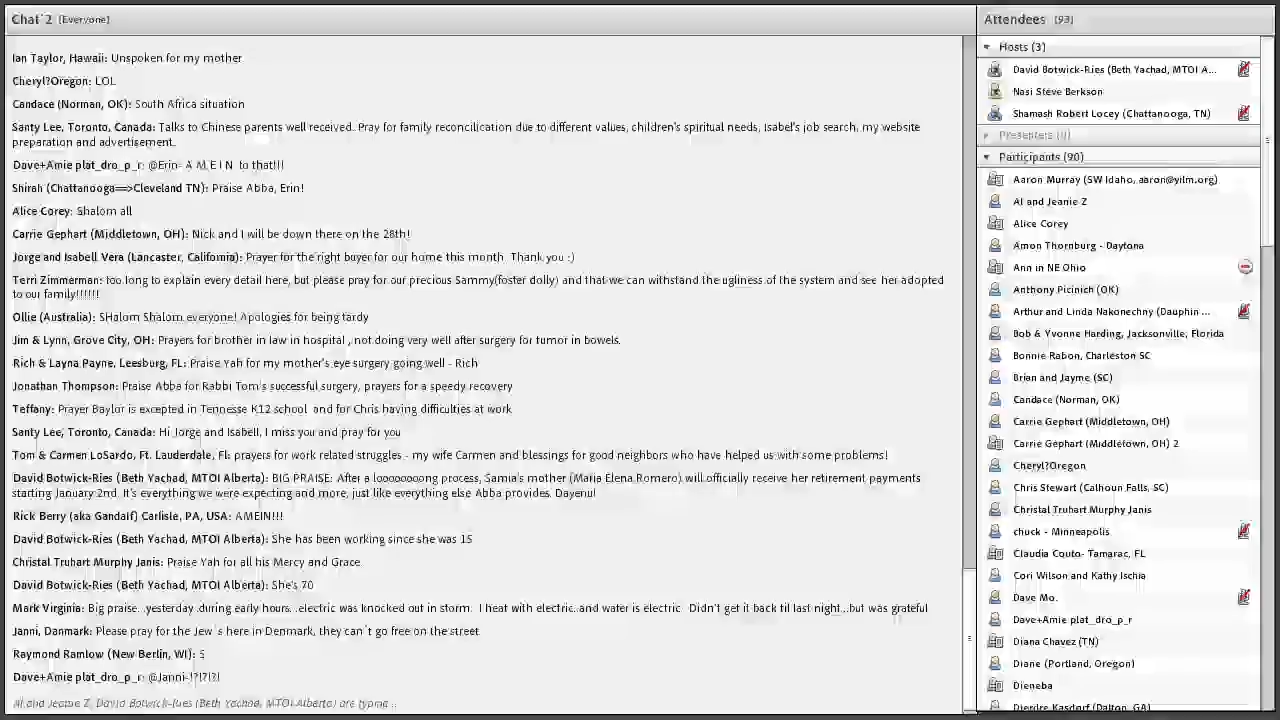 Chat 2 [Everyone]
Ian Taylor, Hawaii: Unspoken for my mother
Cheryl?Oregon: LOL
Candace (Norman, OK): South Africa situation
Santy Lee, Toronto, Canada: Talks to Chinese parents well received. Pray for family reconcilication due to different values, children's spiritual needs, Isabel's job search, my website
preparation and advertisement.
Dave+Amie plat_dro_p_r: @Erin- A M E I N to that!!!
Shirah (Chattanooga==>Cleveland TN): Praise Abba, Erin!
Alice Corey: Shalom all
Carrie Gephart (Middletown, OH): Nick and I will be down there on the 28th!
Jorge and Isabell Vera (Lancaster, California): Prayer for the right buyer for our home this month Thank you :)
Terri Zimmerman: too long to explain every detail here, but please pray for our precious Sammy(foster dolly) and that we can withstand the ugliness of the system and see her adopted
to our family!!!!!!
Ollie (Australia): SHalom Shalom everyone! Apologies for being tardy
Jim & Lynn, Grove City, OH: Prayers for brother in law in hospital , not doing very well after surgery for tumor in bowels.
Rich & Layna Payne, Leesburg, FL: Praise Yah for my mother's eye surgery going well - Rich
Jonathan Thompson: Praise Abba for Rabbi Tom's successful surgery, prayers for a speedy recovery
Teffany: Prayer Baylor is excepted in Tennesse K12 school and for Chris having difficulties at work
Santy Lee, Toronto, Canada: Hi Jorge and Isabell, I miss you and pray for you
Tom & Carmen LoSardo, Ft. Lauderdale, Fl: prayers for work related struggles - my wife Carmen and blessings for good neighbors who have helped us with some problems!
David Botwick-Ries (Beth Yachad, MTOI Alberta): BIG PRAISE: After a looooooong process, Samia's mother (Maria Elena Romero) will officially receive her retirement payments
starting January 2nd. It's everything we were expecting and more, just like everything else Abba provides. Dayenu!
Rick Berry (aka Gandalf) Carlisle, PA, USA: AMEIN!!!
David Botwick-Ries (Beth Yachad, MTOI Alberta): She has been working since she was 15
Christal Truhart Murphy Janis: Praise Yah for all his Mercy and Grace
David Botwick-Ries (Beth Yachad, MTOI Alberta): She's 70
Mark Virginia: Big praise...yesterday during early hours...electric was knocked out in storm. I heat with electric..and water is electric. Didn't get it back til last night...but was grateful
Janni, Danmark: Please pray for the Jew's here in Denmark, they can't go free on the street
Raymond Ramlow (New Berlin, WI): 5
Dave+Amie plat_dro_p_r: @Janni-!?!?!?!
Al and Jeanie Z, David Botwick-Ries (Beth Yachad, MTOI Alberta) are typing...
Attendees (93)
Hosts (3)
David Botwick-Ries (Beth Yachad, MTOI A...
Nasi Steve Berkson
Shamash Robert Locey (Chattanooga, TN)
Presenters (0)
Participants (90)
Aaron Murray (SW Idaho, aaron@yilm.org)
Al and Jeanie Z
Alice Corey
Amon Thornburg - Daytona
Ann in NE Ohio
Anthony Picinich (OK)
Arthur and Linda Nakonechny (Dauphin ...
Bob & Yvonne Harding, Jacksonville, Florida
Bonnie Rabon, Charleston SC
Brian and Jayme (SC)
Candace (Norman, OK)
Carrie Gephart (Middletown, OH)
Carrie Gephart (Middletown, OH) 2
Cheryl?Oregon
Chris Stewart (Calhoun Falls, SC)
Christal Truhart Murphy Janis
chuck - Minneapolis
Claudia Couto- Tamarac, FL
Cori Wilson and Kathy Ischia
Dave Mo.
Dave+Amie plat_dro_p_r
Diana Chavez (TN)
Diane (Portland, Oregon)
Dieneba
Dierdre Kasdorf (Dalton, GA)